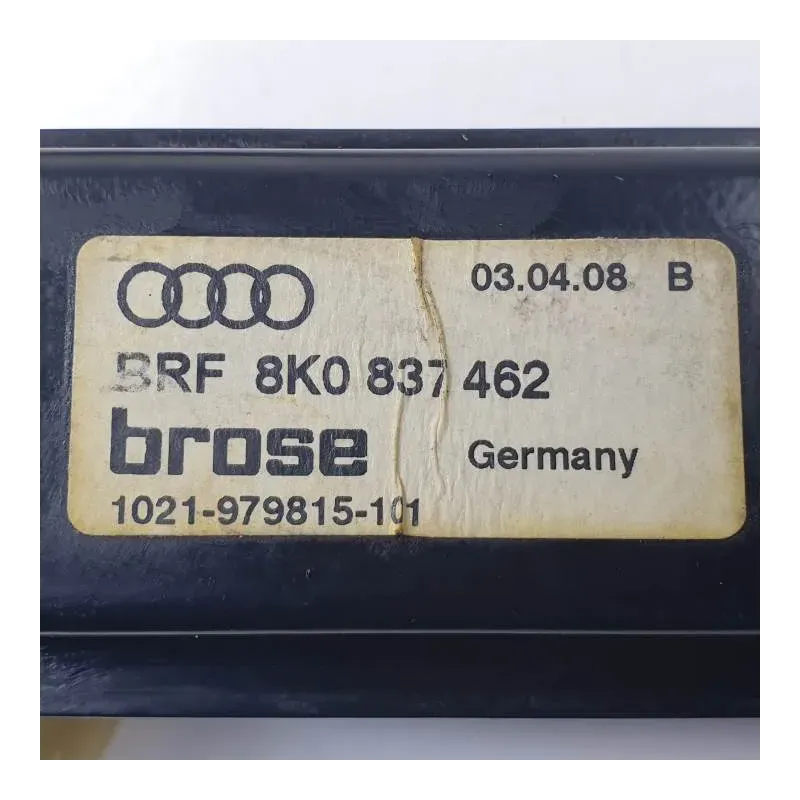 03.04.08 B
BRF 8K0 837 462
brose Germany
1021-979815-101